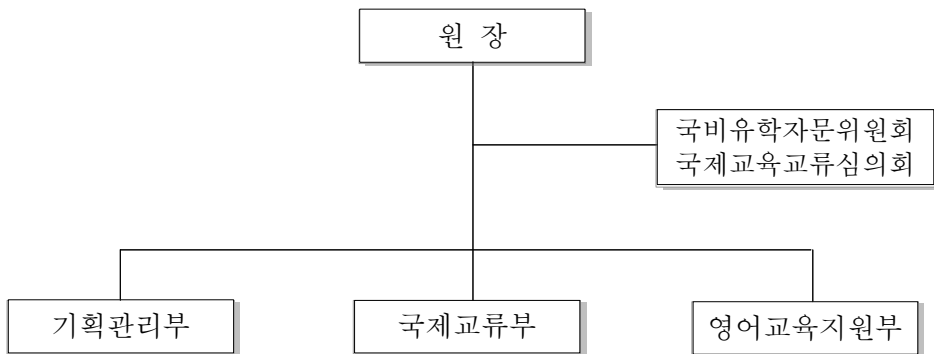 원 장
국비유학자문위원회
국제교육교류심의회
기획관리부
국제교류부
영어교육지원부